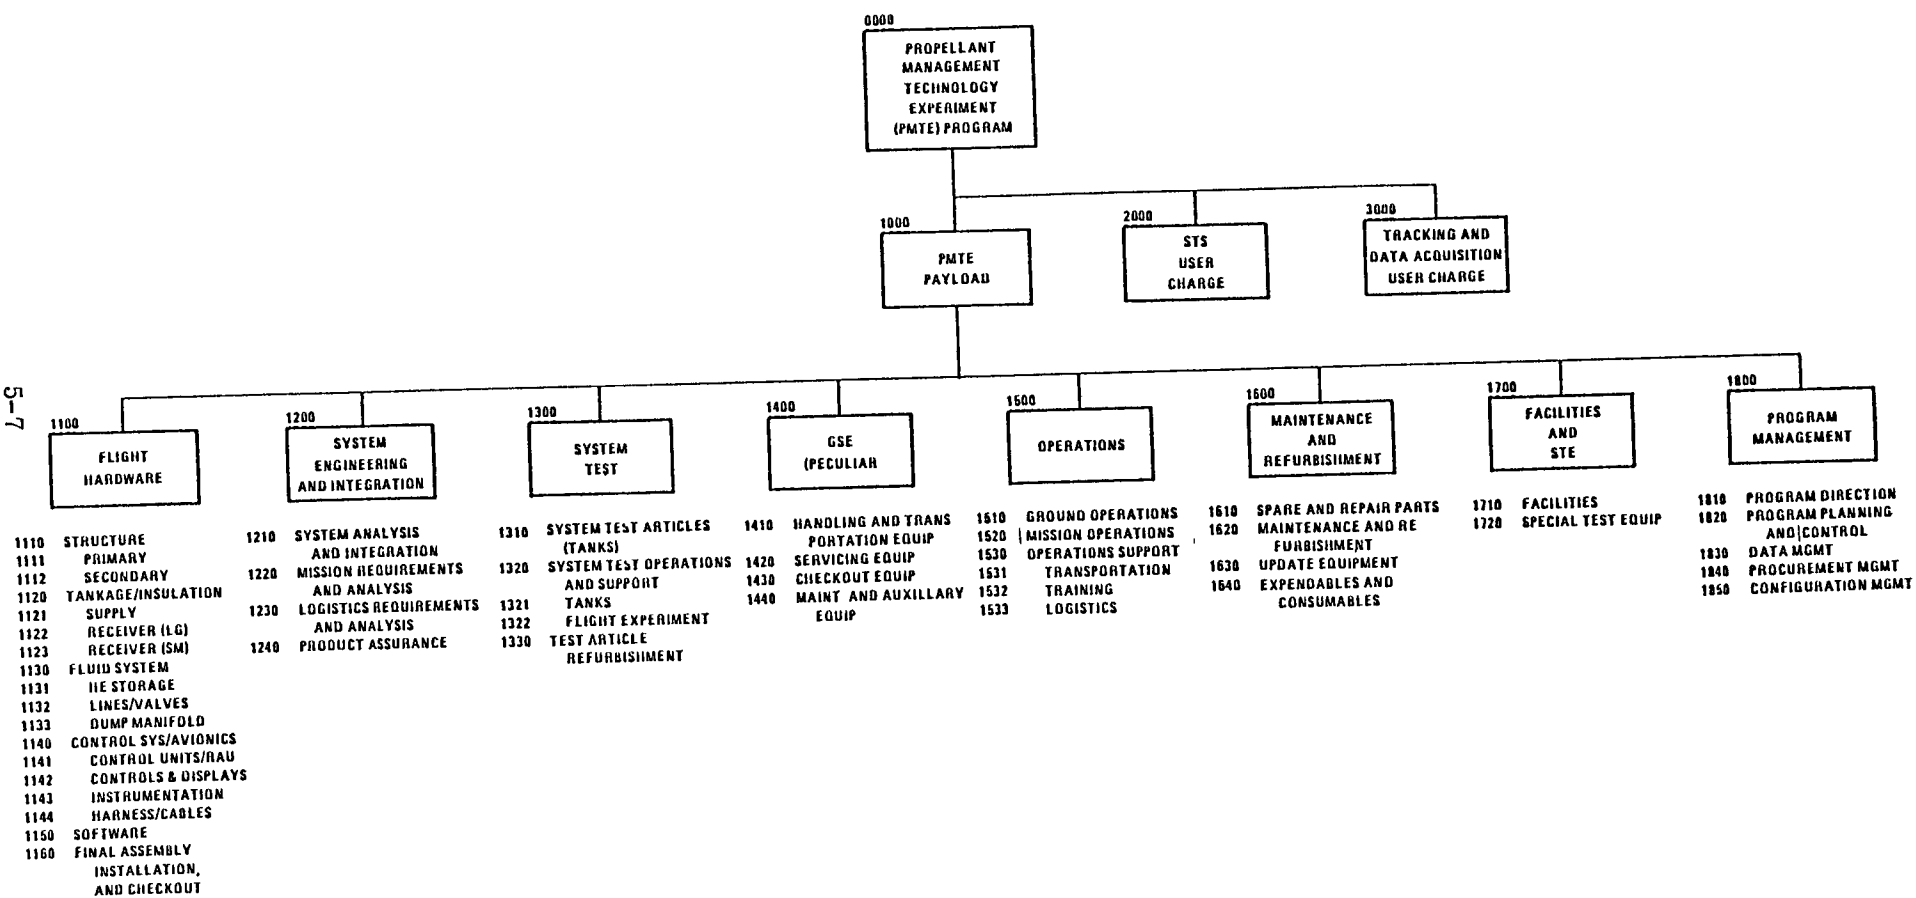 0000
PROPELLANT
MANAGEMENT
TECHNOLOGY
EXPERIMENT
(PMTE) PROGRAM
1000
PMTE
PAYLOAD
2000
STS
USER
CHARGE
3000
TRACKING AND
DATA ACQUISITION
USER CHARGE
5-7
1100
FLIGHT
HARDWARE
1110 STRUCTURE
1111 PRIMARY
1112 SECONDARY
1120 TANKAGE/INSULATION
1121 SUPPLY
1122 RECEIVER (LG)
1123 RECEIVER (SM)
1130 FLUID SYSTEM
1131 HE STORAGE
1132 LINES/VALVES
1133 DUMP MANIFOLD
1140 CONTROL SYS/AVIONICS
1141 CONTROL UNITS/RAU
1142 CONTROLS & DISPLAYS
1143 INSTRUMENTATION
1144 HARNESS/CABLES
1150 SOFTWARE
1160 FINAL ASSEMBLY
INSTALLATION,
AND CHECKOUT
1200
SYSTEM
ENGINEERING
AND INTEGRATION
1210 SYSTEM ANALYSIS
AND INTEGRATION
1220 MISSION REQUIREMENTS
AND ANALYSIS
1230 LOGISTICS REQUIREMENTS
AND ANALYSIS
1240 PRODUCT ASSURANCE
1300
SYSTEM
TEST
1310 SYSTEM TEST ARTICLES
(TANKS)
1320 SYSTEM TEST OPERATIONS
AND SUPPORT
1321 TANKS
1322 FLIGHT EXPERIMENT
1330 TEST ARTICLE
REFURBISHMENT
1400
GSE
(PECULIAR
1410 HANDLING AND TRANS
PORTATION EQUIP
1420 SERVICING EQUIP
1430 CHECKOUT EQUIP
1440 MAINT AND AUXILLARY
EQUIP
1500
OPERATIONS
1510 GROUND OPERATIONS
1520 MISSION OPERATIONS
1530 OPERATIONS SUPPORT
1531 TRANSPORTATION
1532 TRAINING
1533 LOGISTICS
1600
MAINTENANCE
AND
REFURBISHMENT
1610 SPARE AND REPAIR PARTS
1620 MAINTENANCE AND RE
FURBISHMENT
1630 UPDATE EQUIPMENT
1640 EXPENDABLES AND
CONSUMABLES
1700
FACILITIES
AND
STE
1710 FACILITIES
1720 SPECIAL TEST EQUIP
1800
PROGRAM
MANAGEMENT
1810 PROGRAM DIRECTION
1820 PROGRAM PLANNING
AND CONTROL
1830 DATA MGMT
1840 PROCUREMENT MGMT
1850 CONFIGURATION MGMT